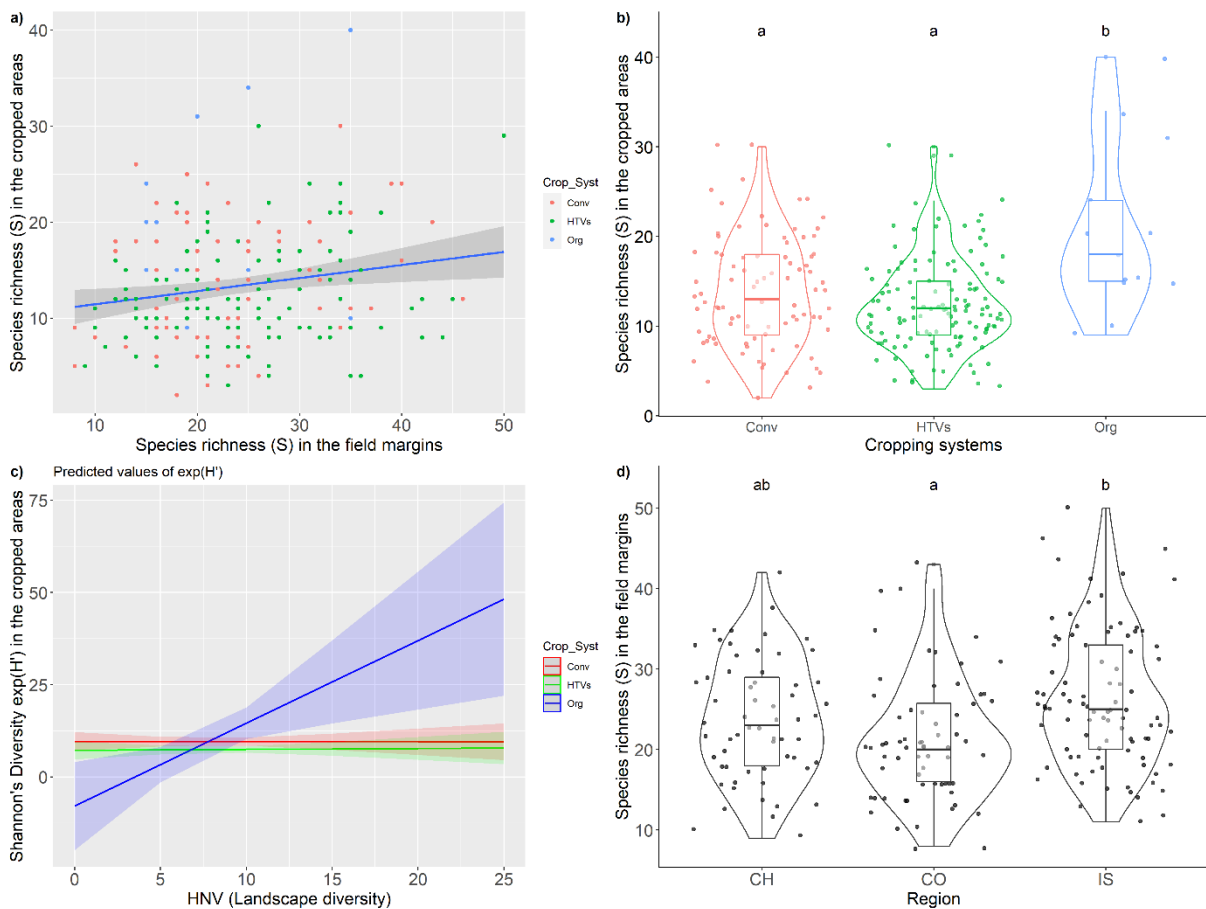 a)
Species richness (S) in the cropped areas
40
30
20
10
10
20
30
40
50
Species richness (S) in the field margins
Crop_Syst
Conv
HTVs
Org
b)
Species richness (S) in the cropped areas
40
30
20
10
0
a
a
b
Conv
HTVs
Org
Cropping systems
c)
Predicted values of exp(H')
Shannon's Diversity exp(H') in the cropped areas
75
50
25
0
0
5
10
15
20
25
HNV (Landscape diversity)
Crop_Syst
Conv
HTVs
Org
d)
Species richness (S) in the field margins
50
40
30
20
10
ab
a
b
CH
CO
IS
Region